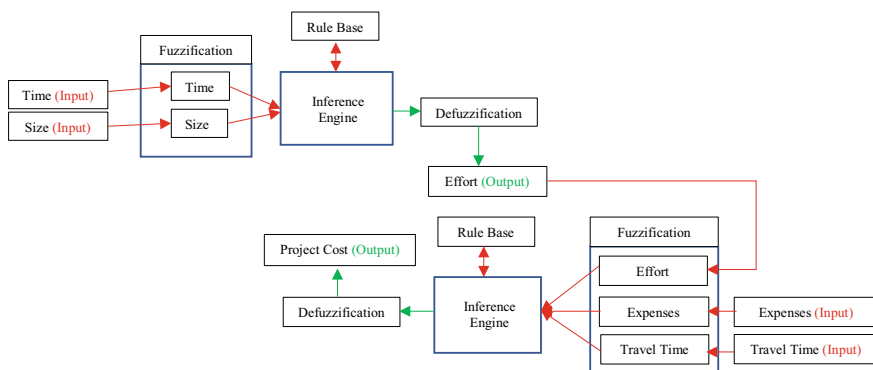 Rule Base
Fuzzification
Time (Input)
Time
Inference
Engine
Defuzzification
Size (Input)
Size
Effort (Output)
Rule Base
Fuzzification
Project Cost (Output)
Effort
Defuzzification
Inference
Engine
Expenses
Expenses (Input)
Travel Time
Travel Time (Input)